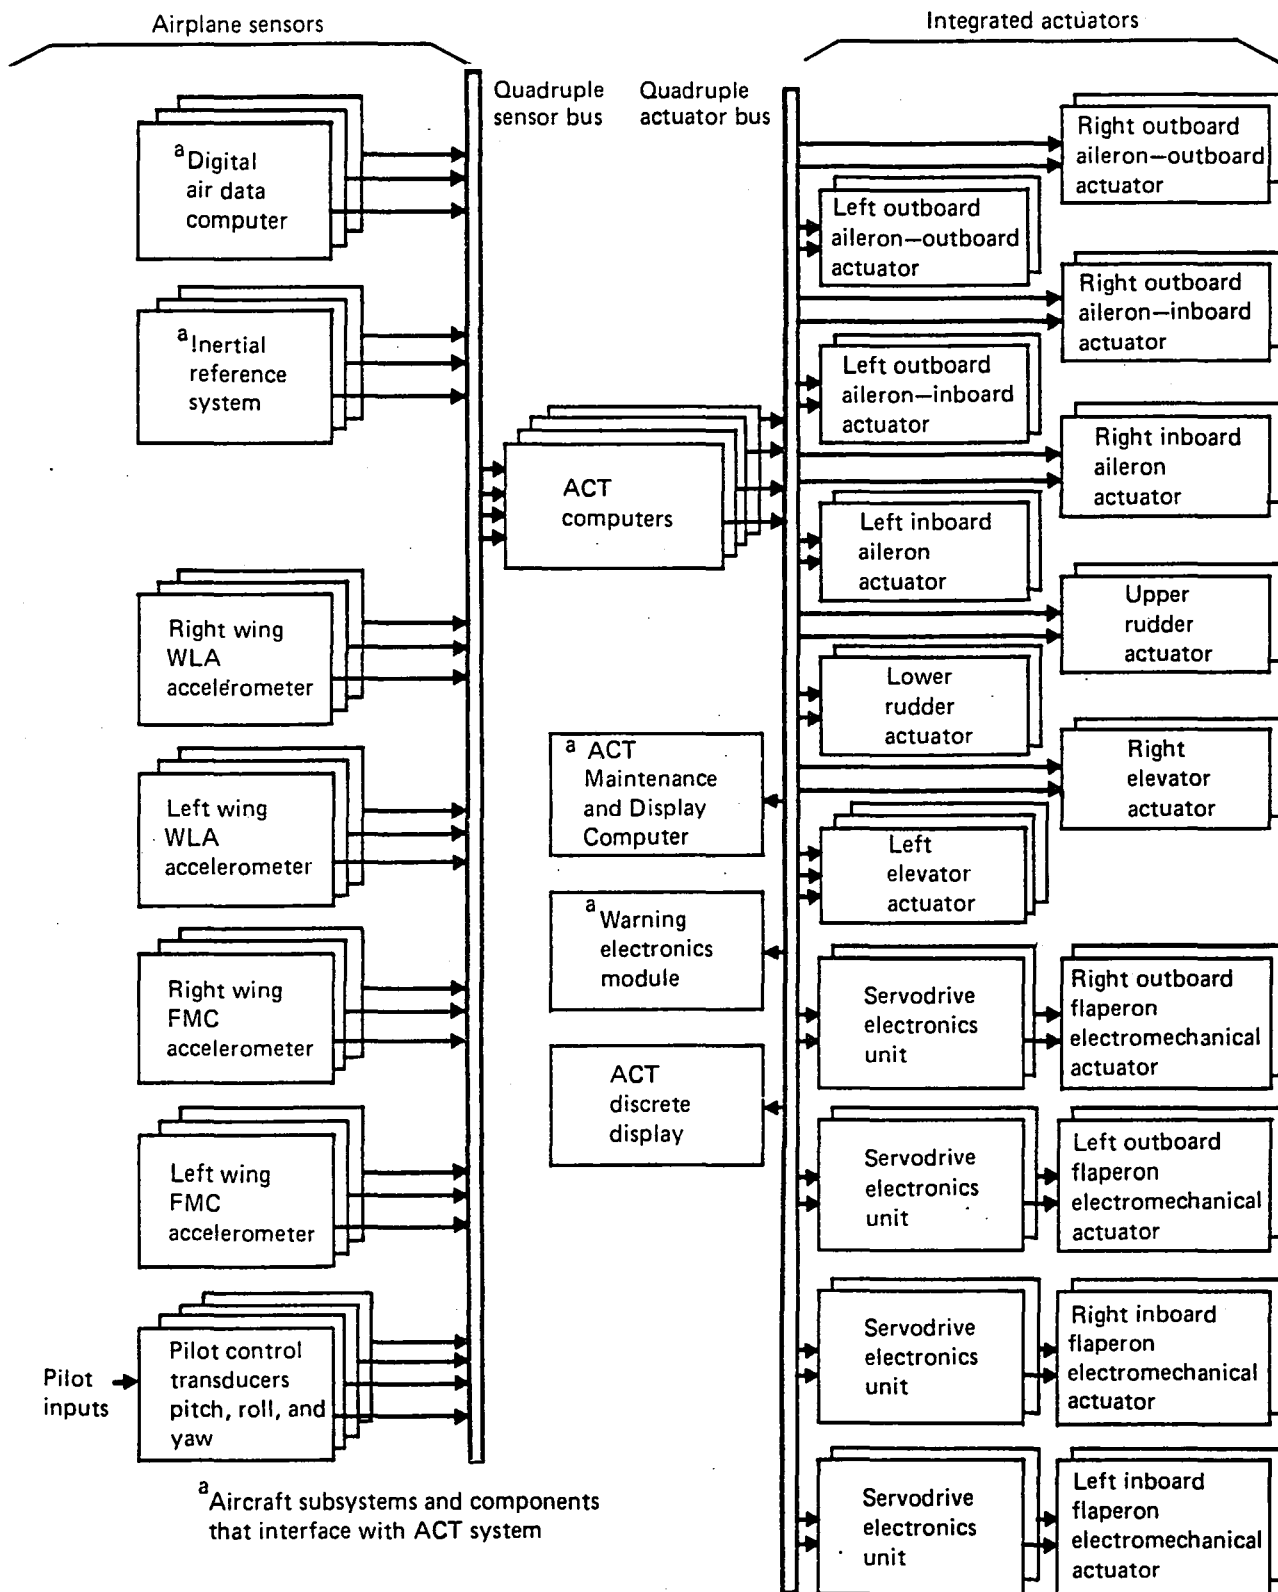 Airplane sensors
Integrated actuators
Quadruple
sensor bus
Quadruple
actuator bus
a Digital
air data
computer
a Inertial
reference
system
Right wing
WLA
accelerometer
Left wing
WLA
accelerometer
Right wing
FMC
accelerometer
Left wing
FMC
accelerometer
Pilot
inputs
Pilot control
transducers
pitch, roll, and
yaw
a Aircraft subsystems and components
that interface with ACT system
ACT
computers
a ACT
Maintenance
and Display
Computer
a Warning
electronics
module
ACT
discrete
display
Right outboard
aileron—outboard
actuator
Left outboard
aileron—outboard
actuator
Right outboard
aileron—inboard
actuator
Left outboard
aileron—inboard
actuator
Right inboard
aileron
actuator
Left inboard
aileron
actuator
Upper
rudder
actuator
Lower
rudder
actuator
Right
elevator
actuator
Left
elevator
actuator
Servodrive
electronics
unit
Right outboard
flaperon
electromechanical
actuator
Servodrive
electronics
unit
Left outboard
flaperon
electromechanical
actuator
Servodrive
electronics
unit
Right inboard
flaperon
electromechanical
actuator
Servodrive
electronics
unit
Left inboard
flaperon
electromechanical
actuator